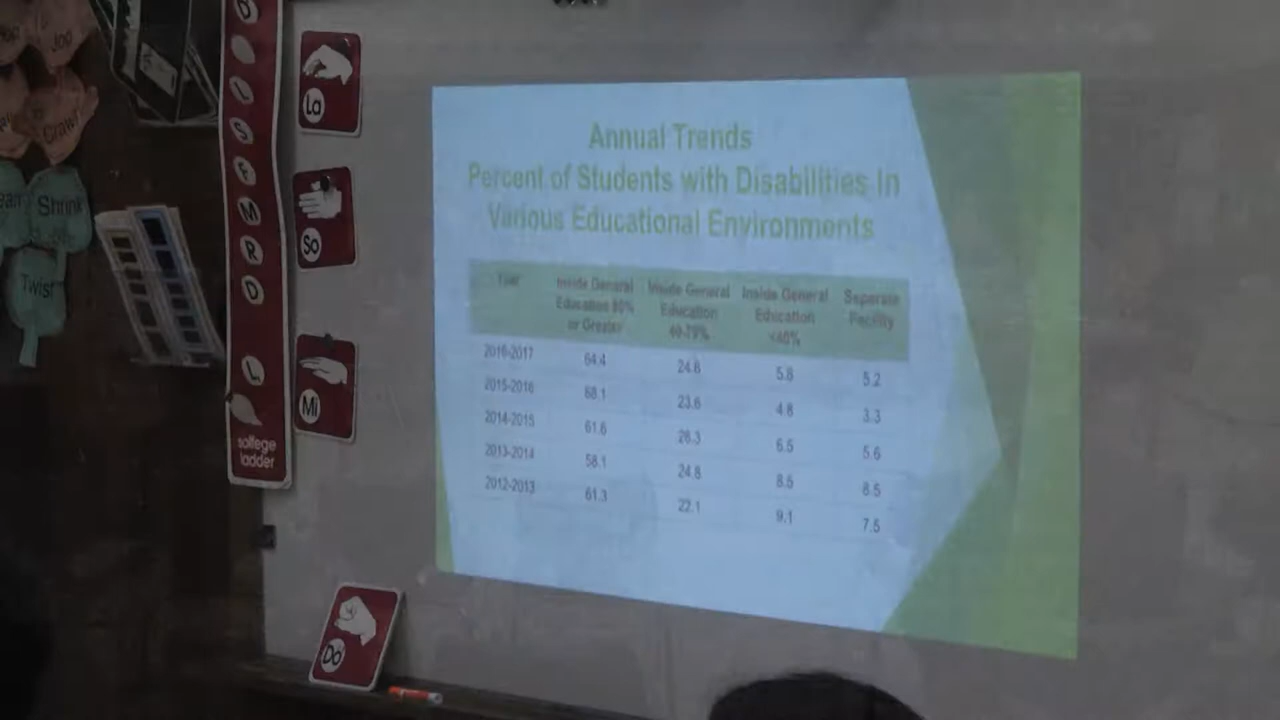 Jog
Crawl
Shrink
Twist
B
L
S
F
M
R
D
L
solfege
ladder
La
So
Mi
Do
Annual Trends
Percent of Students with Disabilities In
Various Educational Environments
Year Inside General Education 80% or Greater Inside General Education 40-79% Inside General Education <40% Separate Facility
2016-2017 64.4 24.6 5.8 5.2
2015-2016 68.1 23.6 4.8 3.3
2014-2015 61.6 26.3 6.5 5.6
2013-2014 58.1 24.8 8.5 8.5
2012-2013 61.3 22.1 9.1 7.5